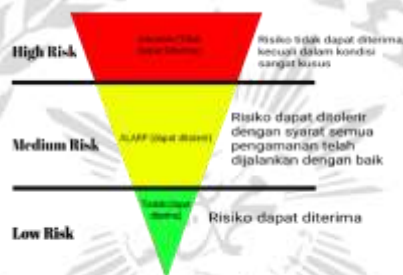 High Risk
Risiko tidak dapat diterima,
kecuali dalam kondisi
sangat kusus
Medium Risk
ALARP (dapat ditolerir)
Risiko dapat ditolerir
dengan syarat semua
pengamanan telah
dijalankan dengan baik
Low Risk
Risiko dapat diterima